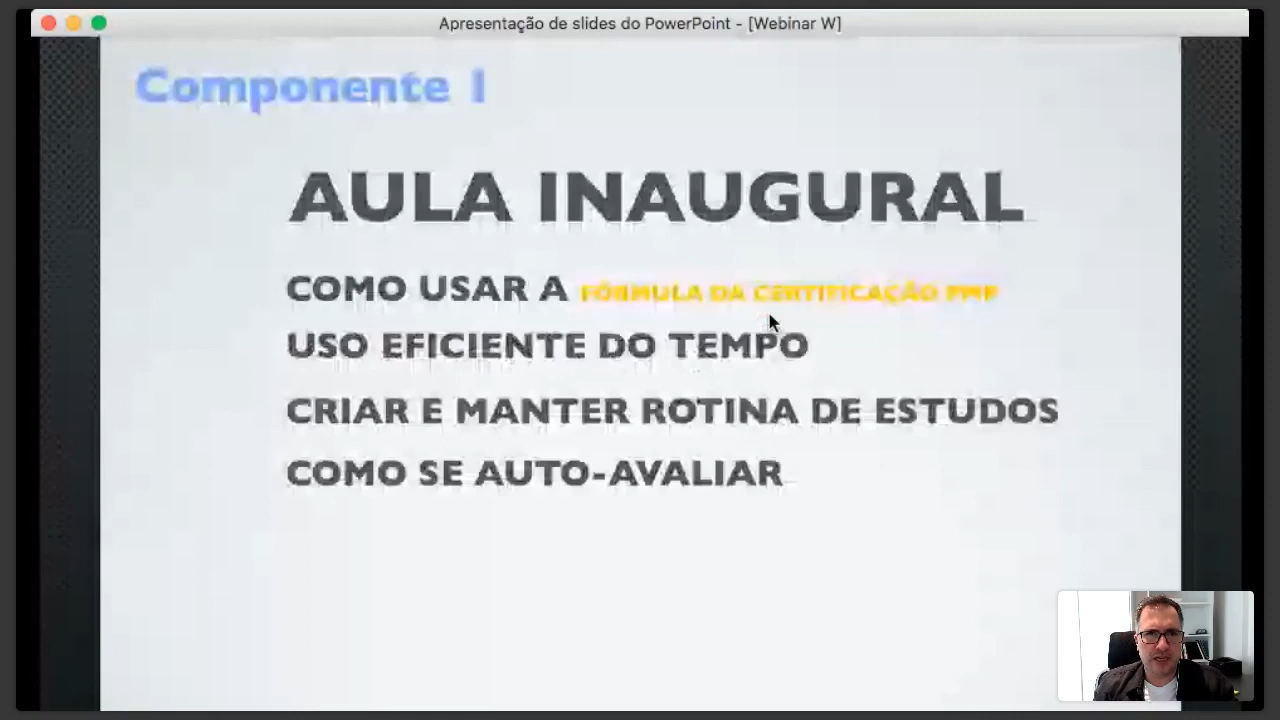 Apresentação de slides do PowerPoint - [Webinar W]
Componente 1
AULA INAUGURAL
COMO USAR A FÓRMULA DA CERTIFICAÇÃO PMP
USO EFICIENTE DO TEMPO
CRIAR E MANTER ROTINA DE ESTUDOS
COMO SE AUTO-AVALIAR